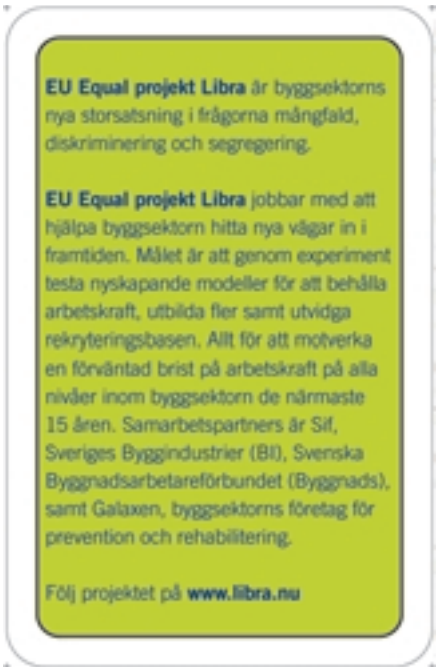 EU Equal projekt Libra är byggsektorns
nya storsatsning i frågorna mångfald,
diskriminering och segregering.
EU Equal projekt Libra jobbar med att
hjälpa byggsektorn hitta nya vägar in i
framtiden. Målet är att genom experiment
testa nyskapande modeller för att behålla
arbetskraft, utbilda fler samt utvidga
rekryteringsbasen. Allt för att motverka
en förväntad brist på arbetskraft på alla
nivåer inom byggsektorn de närmaste
15 åren. Samarbetspartners är Sif,
Sveriges Byggindustrier (BI), Svenska
Byggnadsarbetareförbundet (Byggnads),
samt Galaxen, byggsektorns företag för
prevention och rehabilitering.
Följ projektet på www.libra.nu